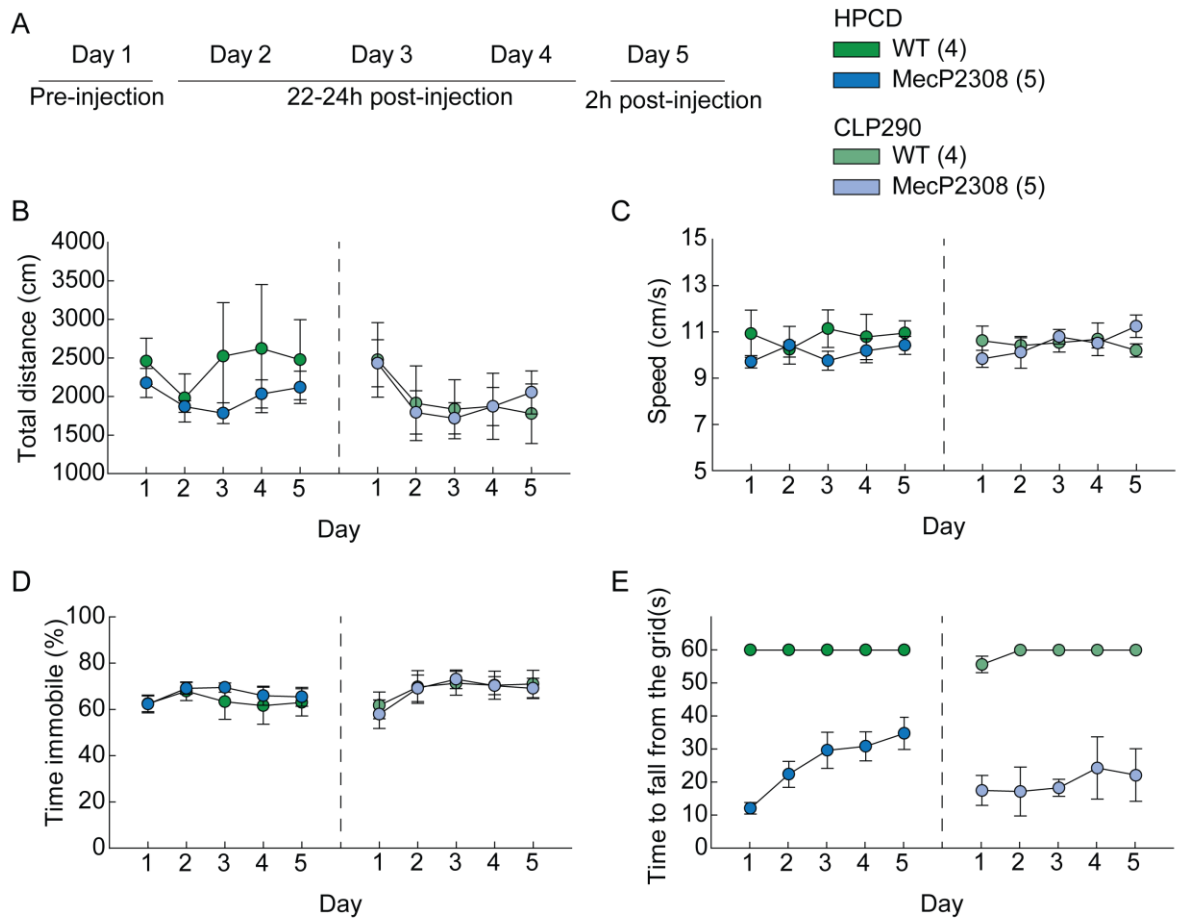 A
Day 1 Day 2 Day 3 Day 4 Day 5
Pre-injection 22-24h post-injection 2h post-injection
HPCD
WT (4)
MecP2308 (5)
CLP290
WT (4)
MecP2308 (5)
B
Total distance (cm)
4000
3500
3000
2500
2000
1500
1000
1 2 3 4 5 1 2 3 4 5
Day
C
Speed (cm/s)
15
13
11
9
7
5
1 2 3 4 5 1 2 3 4 5
Day
D
Time immobile (%)
100
80
60
40
20
0
1 2 3 4 5 1 2 3 4 5
Day
E
Time to fall from the grid(s)
60
50
40
30
20
10
0
1 2 3 4 5 1 2 3 4 5
Day